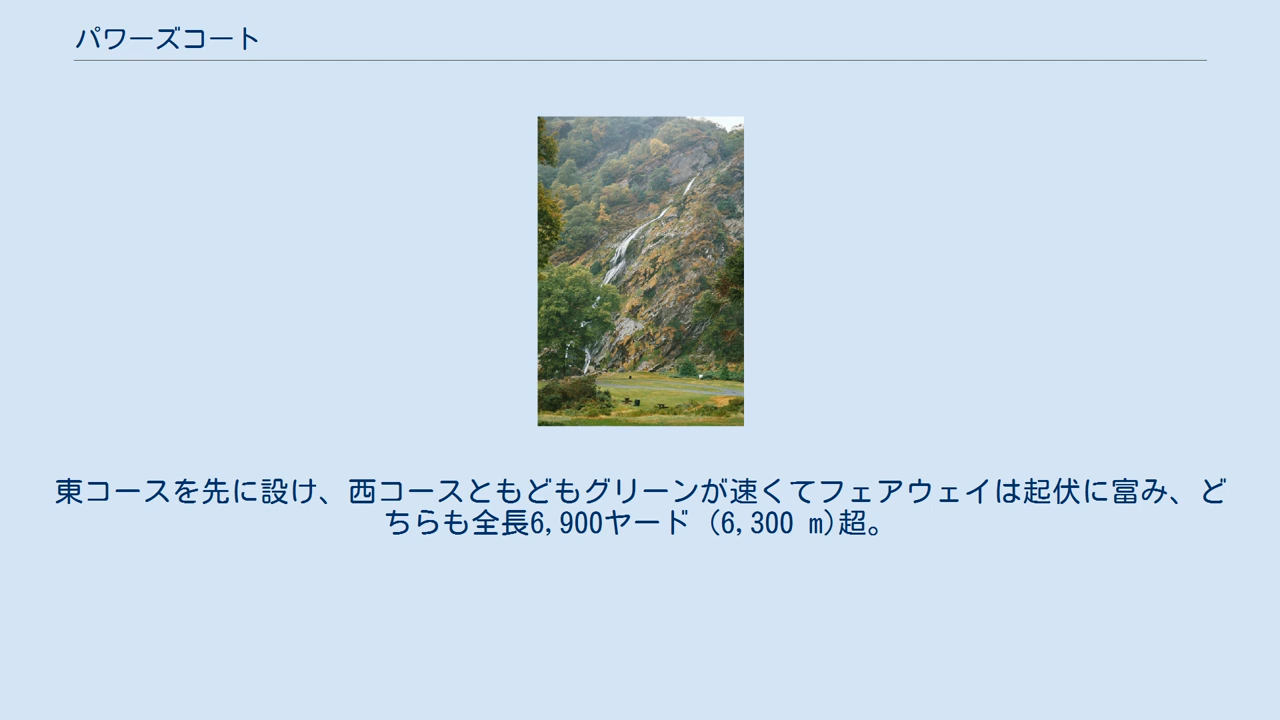 パワーズコート
東コースを先に設け、西コースともどもグリーンが速くてフェアウェイは起伏に富み、ど
ちらも全長6,900ヤード (6,300 m)超。